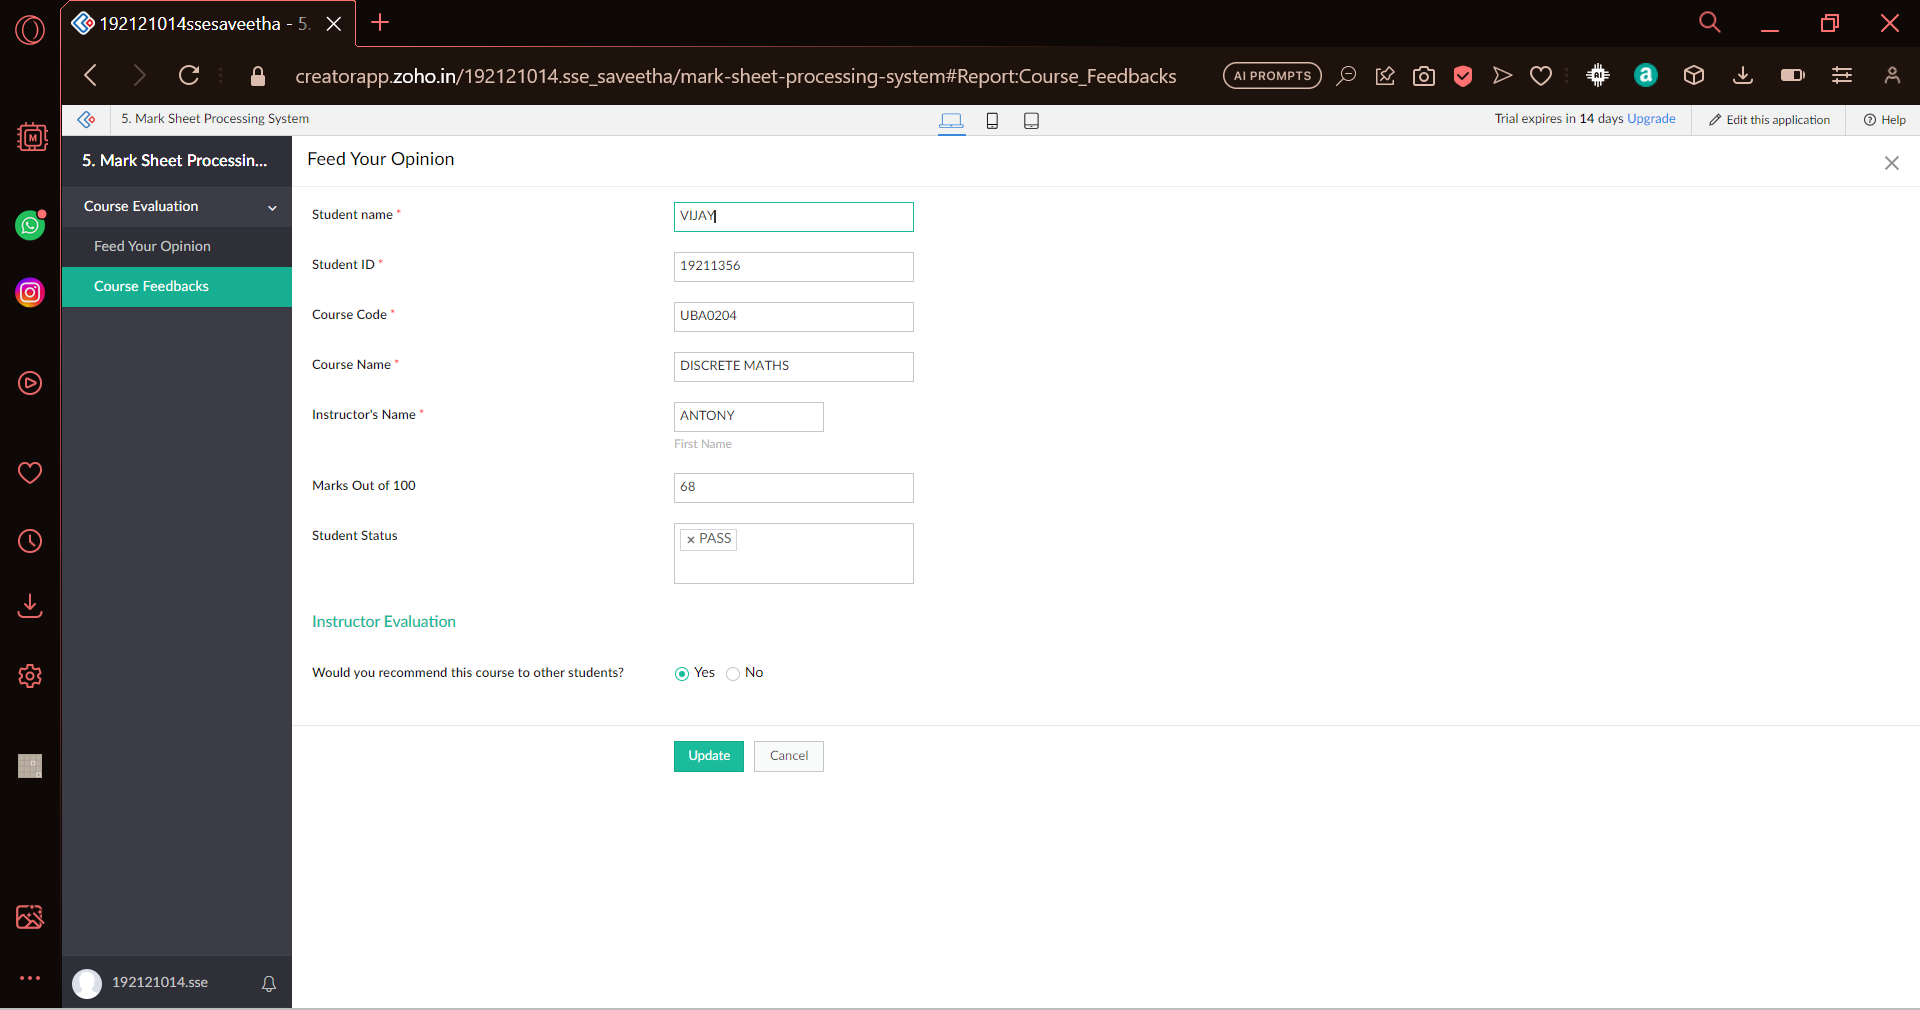 192121014ssesaveetha - 5.
creatorapp.zoho.in/192121014.sse_saveetha/mark-sheet-processing-system#Report:Course_Feedbacks
AI PROMPTS
5. Mark Sheet Processing System
Trial expires in 14 days Upgrade
Edit this application
Help
5. Mark Sheet Processin...
Course Evaluation
Feed Your Opinion
Course Feedbacks
192121014.sse
Feed Your Opinion
Student name *
VIJAY
Student ID *
19211356
Course Code *
UBA0204
Course Name *
DISCRETE MATHS
Instructor's Name *
ANTONY
First Name
Marks Out of 100
68
Student Status
× PASS
Instructor Evaluation
Would you recommend this course to other students?
Yes No
Update Cancel